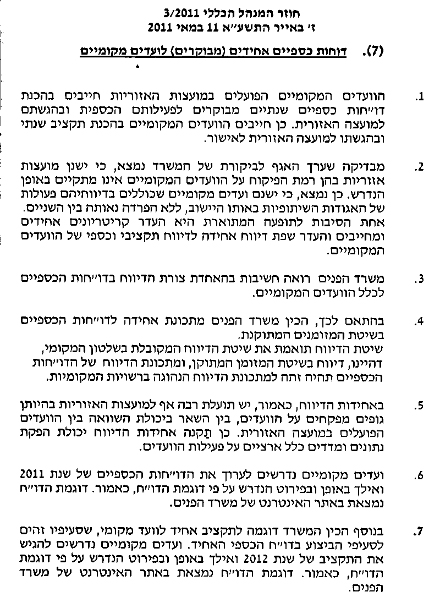 חוזר המנהל הכללי 3/2011
ז' באייר התשע"א 11 במאי 2011
(7). דוחות כספיים אחידים (מבוקרים) לועדים מקומיים
1. הוועדים המקומיים הפועלים במועצות האזוריות חייבים בהכנת
דו"חות כספיים שנתיים מבוקרים לפעילותם הכספית ובהגשתם
למועצה האזורית. כן חייבים הוועדים המקומיים בהכנת תקציב שנתי
ובהגשתו למועצה האזורית לאישור.
2. מבדיקה שערך האגף לביקורת של המשרד נמצא, כי ישנן מועצות
אזוריות בהן רמת הפיקוח על הוועדים המקומיים אינו מתקיים באופן
הנדרש. כן נמצא, כי ישנם ועדים מקומיים שכוללים בדיווחיהם פעולות
של האגודות השיתופיות באותו היישוב, ללא הפרדה נאותה בין השניים.
אחת הסיבות לתופעה המתוארת היא העדר קריטריונים אחידים
ומחייבים והעדר שפת דיווח אחידה לדיווח תקציבי וכספי של הוועדים
המקומיים.
3. משרד הפנים רואה חשיבות בהאחדת צורת הדיווח בדו"חות הכספיים
לכלל הוועדים המקומיים.
4. בהתאם לכך, הכין משרד הפנים מתכונת אחידה לדו"חות הכספיים
בשיטת המזומנים המתוקנת.
שיטת הדיווח תואמת את שיטת הדיווח המקובלת בשלטון המקומי,
דהיינו, דיווח בשיטת המזומן המתוקן, ומתכונת הדיווח של הדו"חות
הכספיים תהיה זהה למתכונת הדיווח הנהוגה ברשויות המקומיות.
5. באחידות הדיווח, כאמור, יש תועלת רבה אף למועצות האזוריות בהיותן
גופים מפקחים על הוועדים, בין השאר ביכולת השוואה בין הוועדים
הפועלים במועצה האזורית. כן תַקנה אחידות הדיווח יכולת הפקת
נתונים ומדדים כלל ארציים על פעילות הוועדים.
6. ועדים מקומיים נדרשים לערוך את הדו"חות הכספיים של שנת 2011
ואילך באופן ובפירוט הנדרש על פי דוגמת הדו"ח, כאמור. דוגמת הדו"ח
נמצאת באתר האינטרנט של משרד הפנים.
7. בנוסף הכין המשרד דוגמה לתקציב אחיד לוועד מקומי, שסעיפיו זהים
לסעיפי הביצוע בדו"ח הכספי האחיד. ועדים מקומיים נדרשים להגיש
את התקציב של שנת 2012 ואילך באופן ובפירוט הנדרש על פי דוגמת
הדו"ח, כאמור. דוגמת הדו"ח נמצאת באתר האינטרנט של משרד
הפנים.